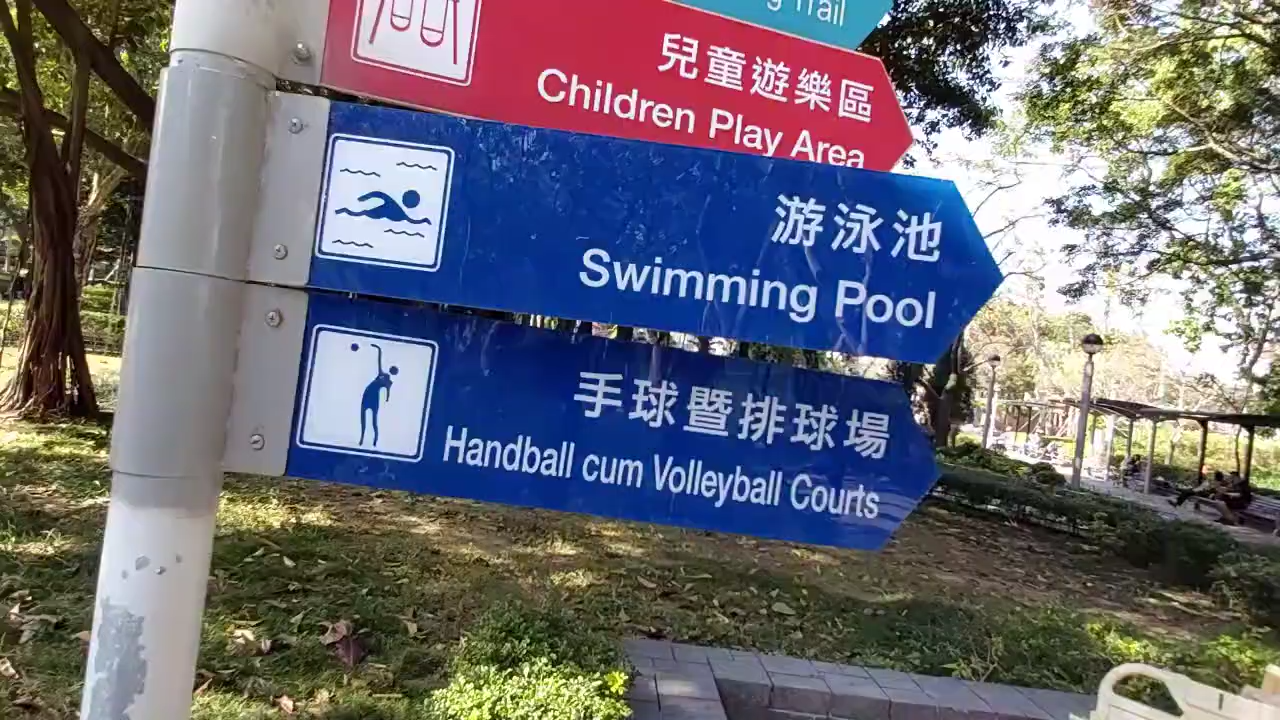 Trail
兒童遊樂區
Children Play Area
游泳池
Swimming Pool
手球暨排球場
Handball cum Volleyball Courts